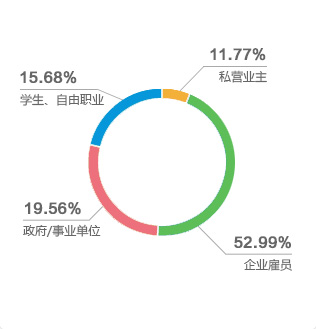 11.77%
私营业主
15.68%
学生、自由职业
19.56%
政府/事业单位
52.99%
企业雇员